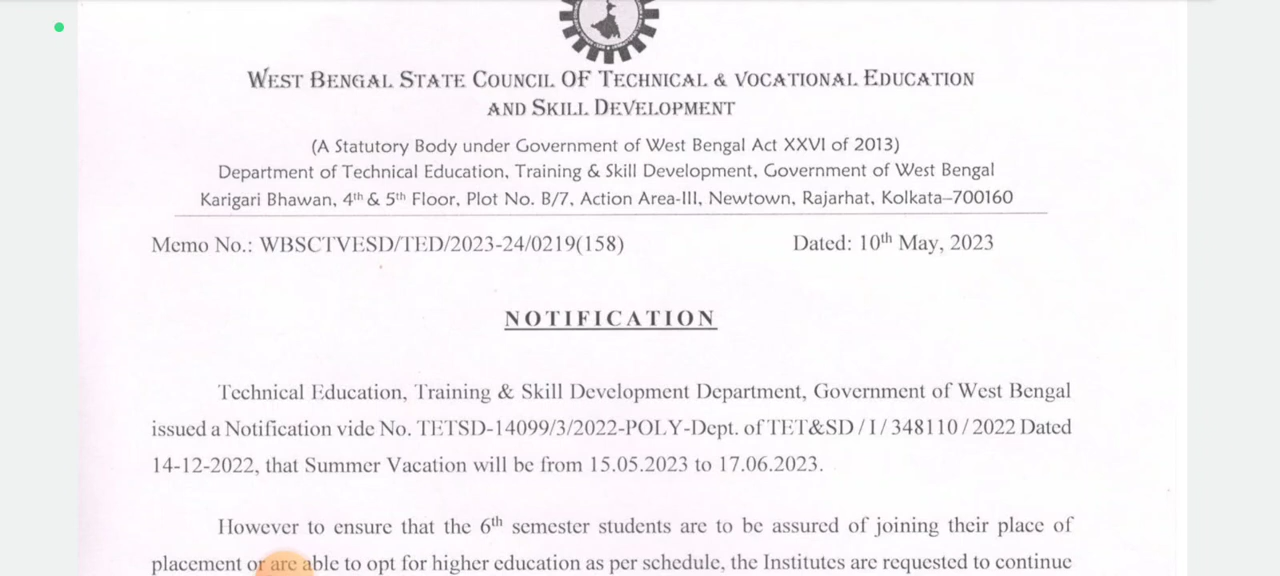 WEST BENGAL STATE COUNCIL OF TECHNICAL & VOCATIONAL EDUCATION
AND SKILL DEVELOPMENT
(A Statutory Body under Government of West Bengal Act XXVI of 2013)
Department of Technical Education, Training & Skill Development, Government of West Bengal
Karigari Bhawan, 4th & 5th Floor, Plot No. B/7, Action Area-III, Newtown, Rajarhat, Kolkata–700160
Memo No.: WBSCTVESD/TED/2023-24/0219(158) Dated: 10th May, 2023
NOTIFICATION
Technical Education, Training & Skill Development Department, Government of West Bengal
issued a Notification vide No. TETSD-14099/3/2022-POLY-Dept. of TET&SD / I / 348110 / 2022 Dated
14-12-2022, that Summer Vacation will be from 15.05.2023 to 17.06.2023.
However to ensure that the 6th semester students are to be assured of joining their place of
placement or are able to opt for higher education as per schedule, the Institutes are requested to continue